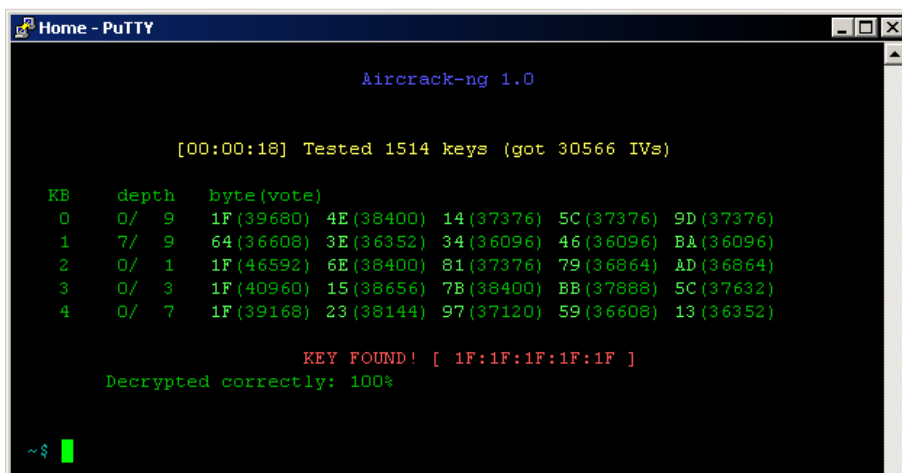 Home - PuTTY
Aircrack-ng 1.0
[00:00:18] Tested 1514 keys (got 30566 IVs)
KB depth byte(vote)
0 0/ 9 1F(39680) 4E(38400) 14(37376) 5C(37376) 9D(37376)
1 7/ 9 64(36608) 3E(36352) 34(36096) 46(36096) BA(36096)
2 0/ 1 1F(46592) 6E(38400) 81(37376) 79(36864) AD(36864)
3 0/ 3 1F(40960) 15(38656) 7B(38400) BB(37888) 5C(37632)
4 0/ 7 1F(39168) 23(38144) 97(37120) 59(36608) 13(36352)
KEY FOUND! [ 1F:1F:1F:1F:1F ]
Decrypted correctly: 100%
~$